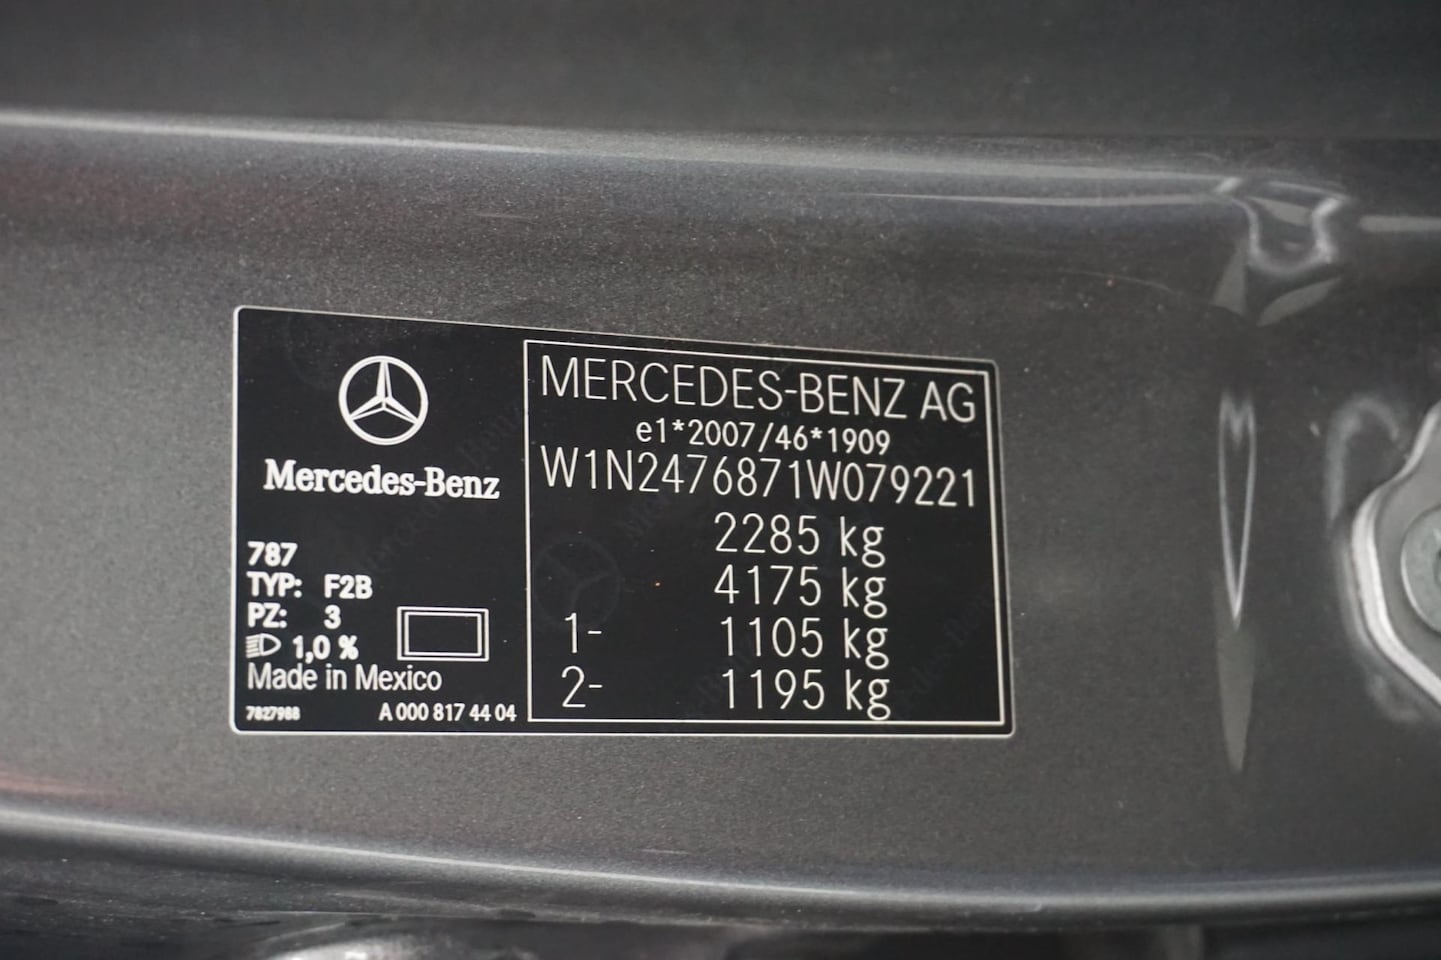 Mercedes-Benz
787
TYP: F2B
PZ: 3
1,0 %
Made in Mexico
7827988
A 000 817 44 04
MERCEDES-BENZ AG
e1*2007/46*1909
W1N2476871W079221
2285 kg
4175 kg
1- 1105 kg
2- 1195 kg